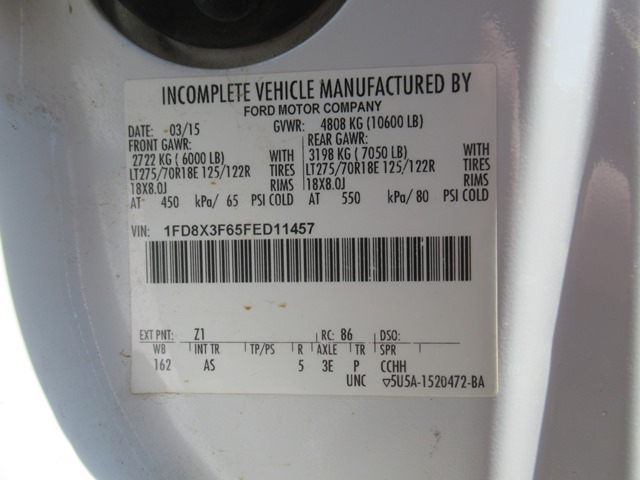 INCOMPLETE VEHICLE MANUFACTURED BY
FORD MOTOR COMPANY
DATE: 03/15 GVWR: 4808 KG (10600 LB)
FRONT GAWR: REAR GAWR:
2722 KG ( 6000 LB) WITH 3198 KG ( 7050 LB) WITH
LT275/70R18E 125/122R TIRES LT275/70R18E 125/122R TIRES
18X8.0J RIMS 18X8.0J RIMS
AT 450 kPa/ 65 PSI COLD AT 550 kPa/ 80 PSI COLD
VIN: 1FD8X3F65FED11457
EXT PNT: Z1 RC: 86 DSO:
WB INT TR TP/PS R AXLE TR SPR
162 AS 5 3E P CCHH
UNC ▽5U5A-1520472-BA